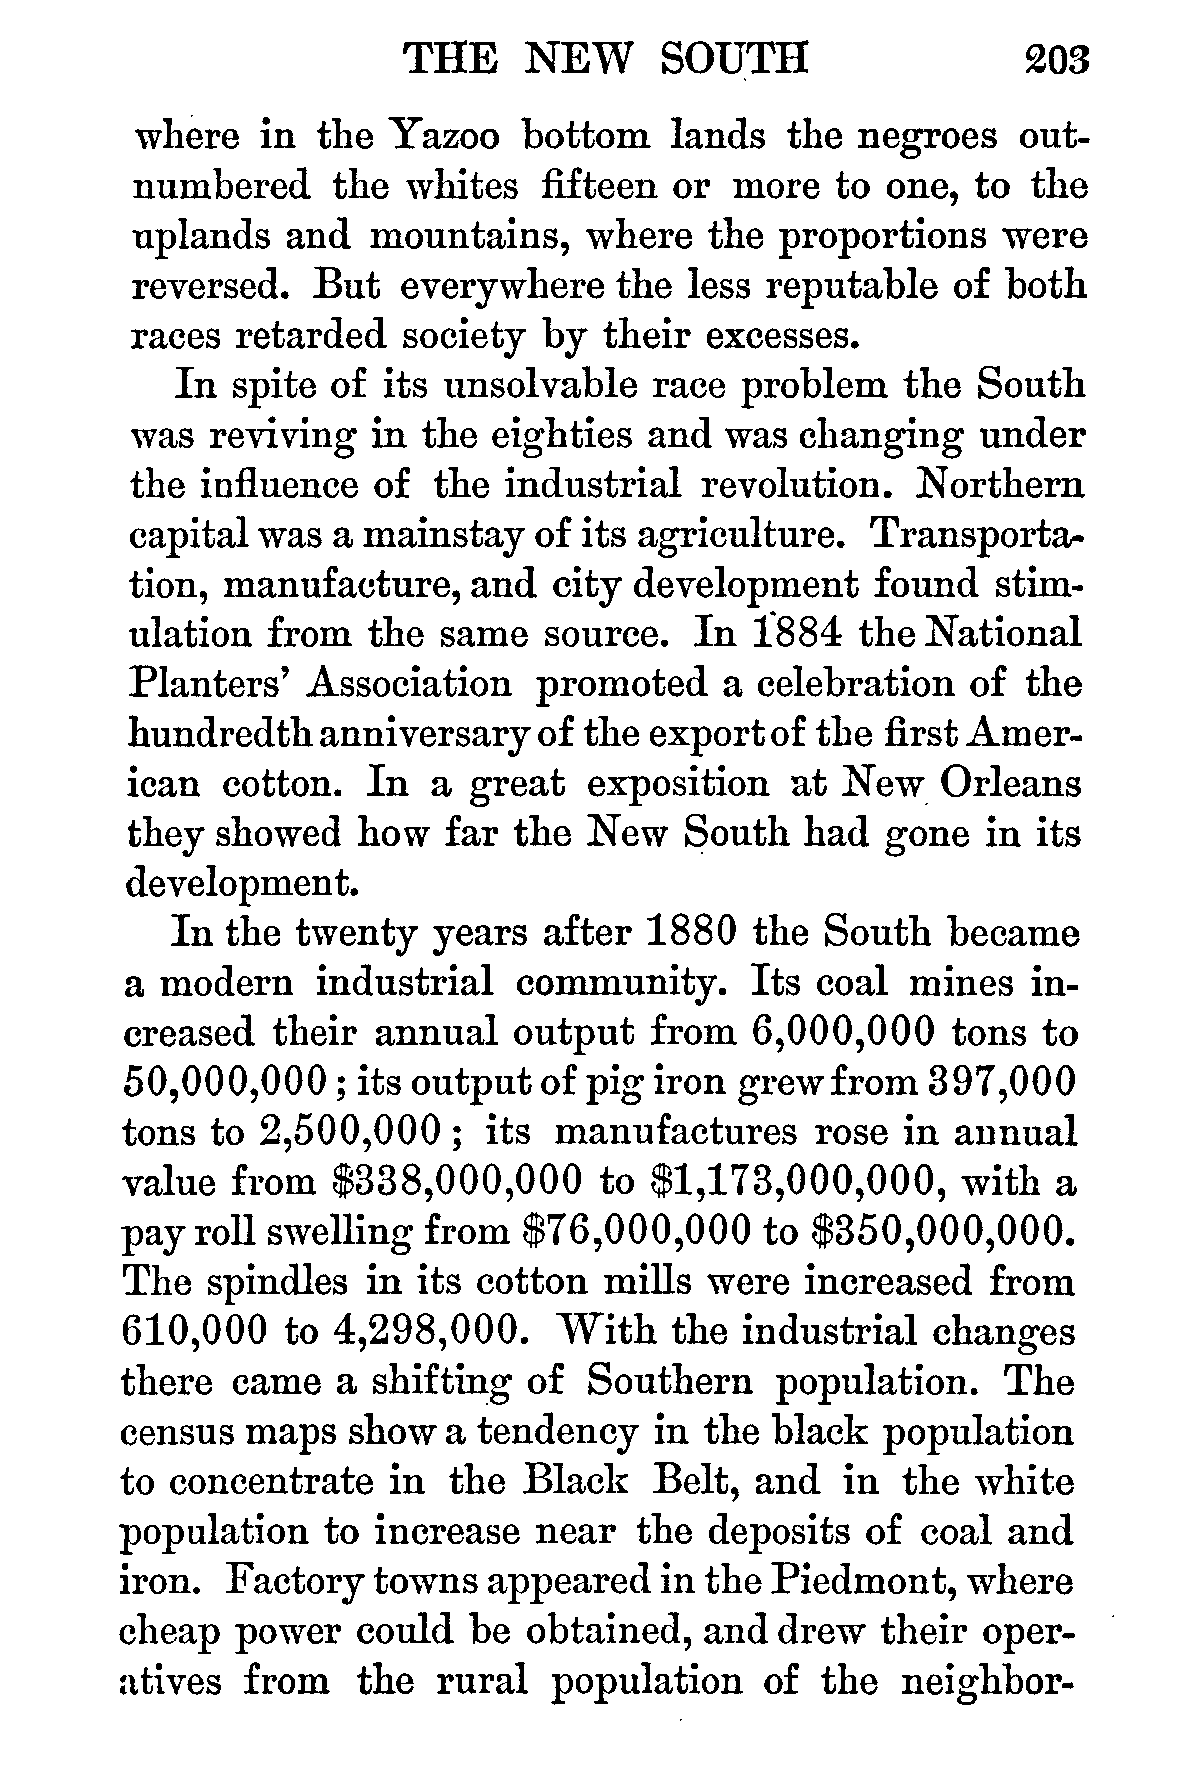 THE NEW SOUTH 203
where in the Yazoo bottom lands the negroes out-
numbered the whites fifteen or more to one, to the
uplands and mountains, where the proportions were
reversed. But everywhere the less reputable of both
races retarded society by their excesses.
In spite of its unsolvable race problem the South
was reviving in the eighties and was changing under
the influence of the industrial revolution. Northern
capital was a mainstay of its agriculture. Transporta-
tion, manufacture, and city development found stim-
ulation from the same source. In 1884 the National
Planters' Association promoted a celebration of the
hundredth anniversary of the export of the first Amer-
ican cotton. In a great exposition at New Orleans
they showed how far the New South had gone in its
development.
In the twenty years after 1880 the South became
a modern industrial community. Its coal mines in-
creased their annual output from 6,000,000 tons to
50,000,000; its output of pig iron grew from 397,000
tons to 2,500,000; its manufactures rose in annual
value from $338,000,000 to $1,173,000,000, with a
pay roll swelling from $76,000,000 to $350,000,000.
The spindles in its cotton mills were increased from
610,000 to 4,298,000. With the industrial changes
there came a shifting of Southern population. The
census maps show a tendency in the black population
to concentrate in the Black Belt, and in the white
population to increase near the deposits of coal and
iron. Factory towns appeared in the Piedmont, where
cheap power could be obtained, and drew their oper-
atives from the rural population of the neighbor-